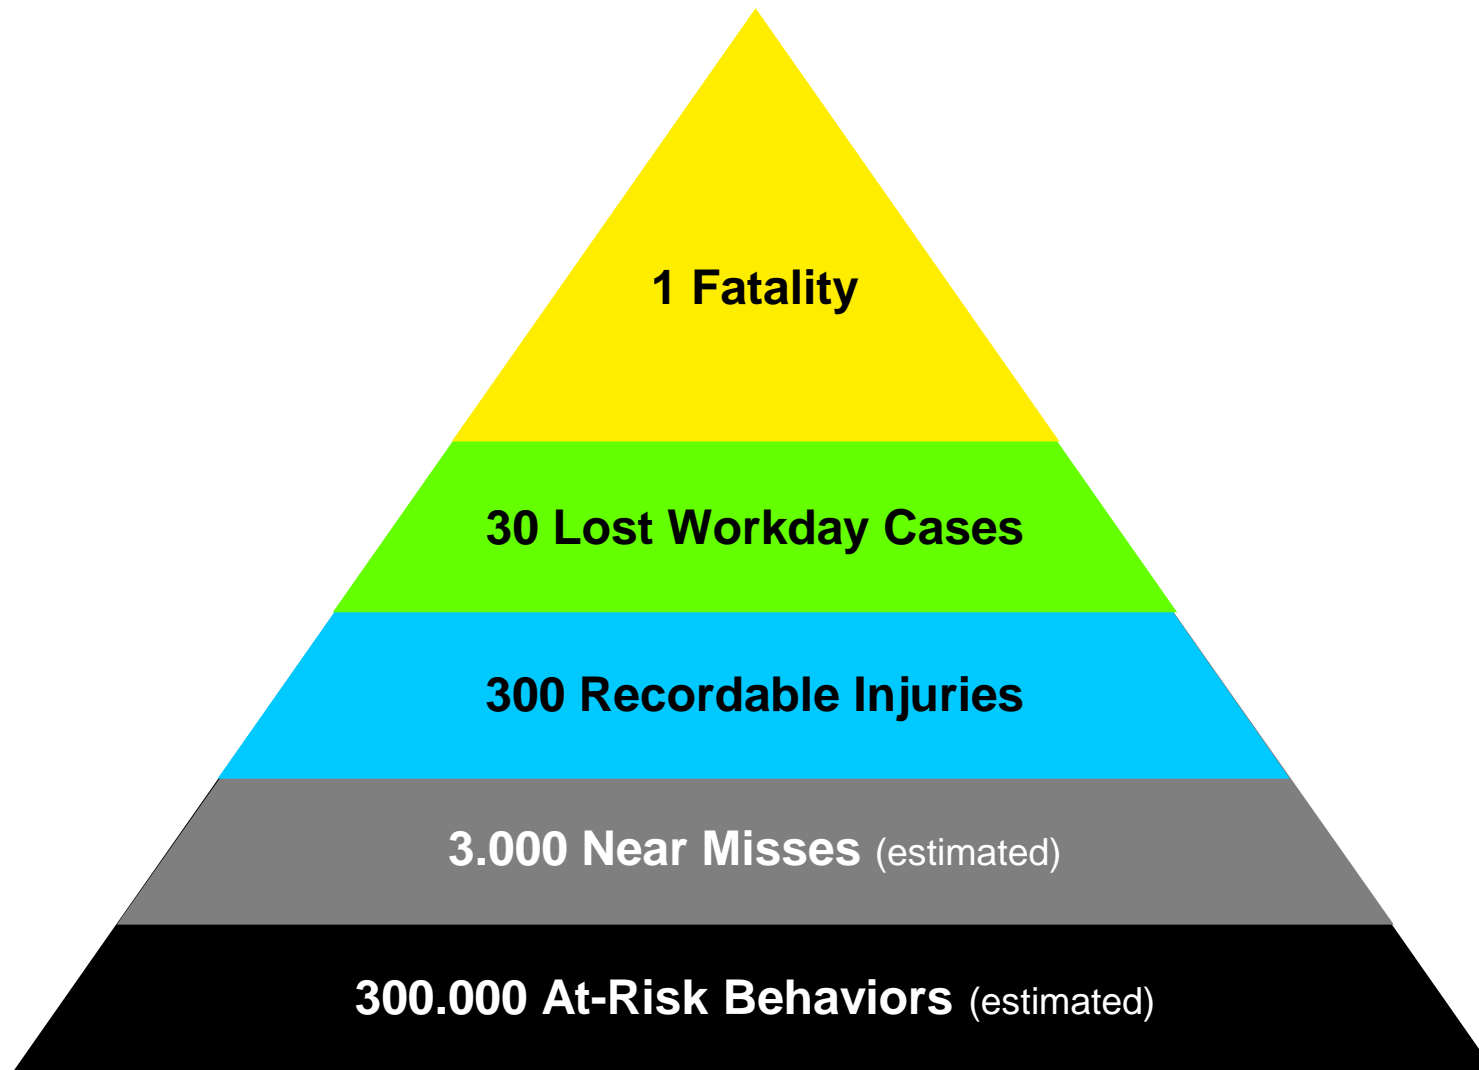 1 Fatality
30 Lost Workday Cases
300 Recordable Injuries
3.000 Near Misses (estimated)
300.000 At-Risk Behaviors (estimated)